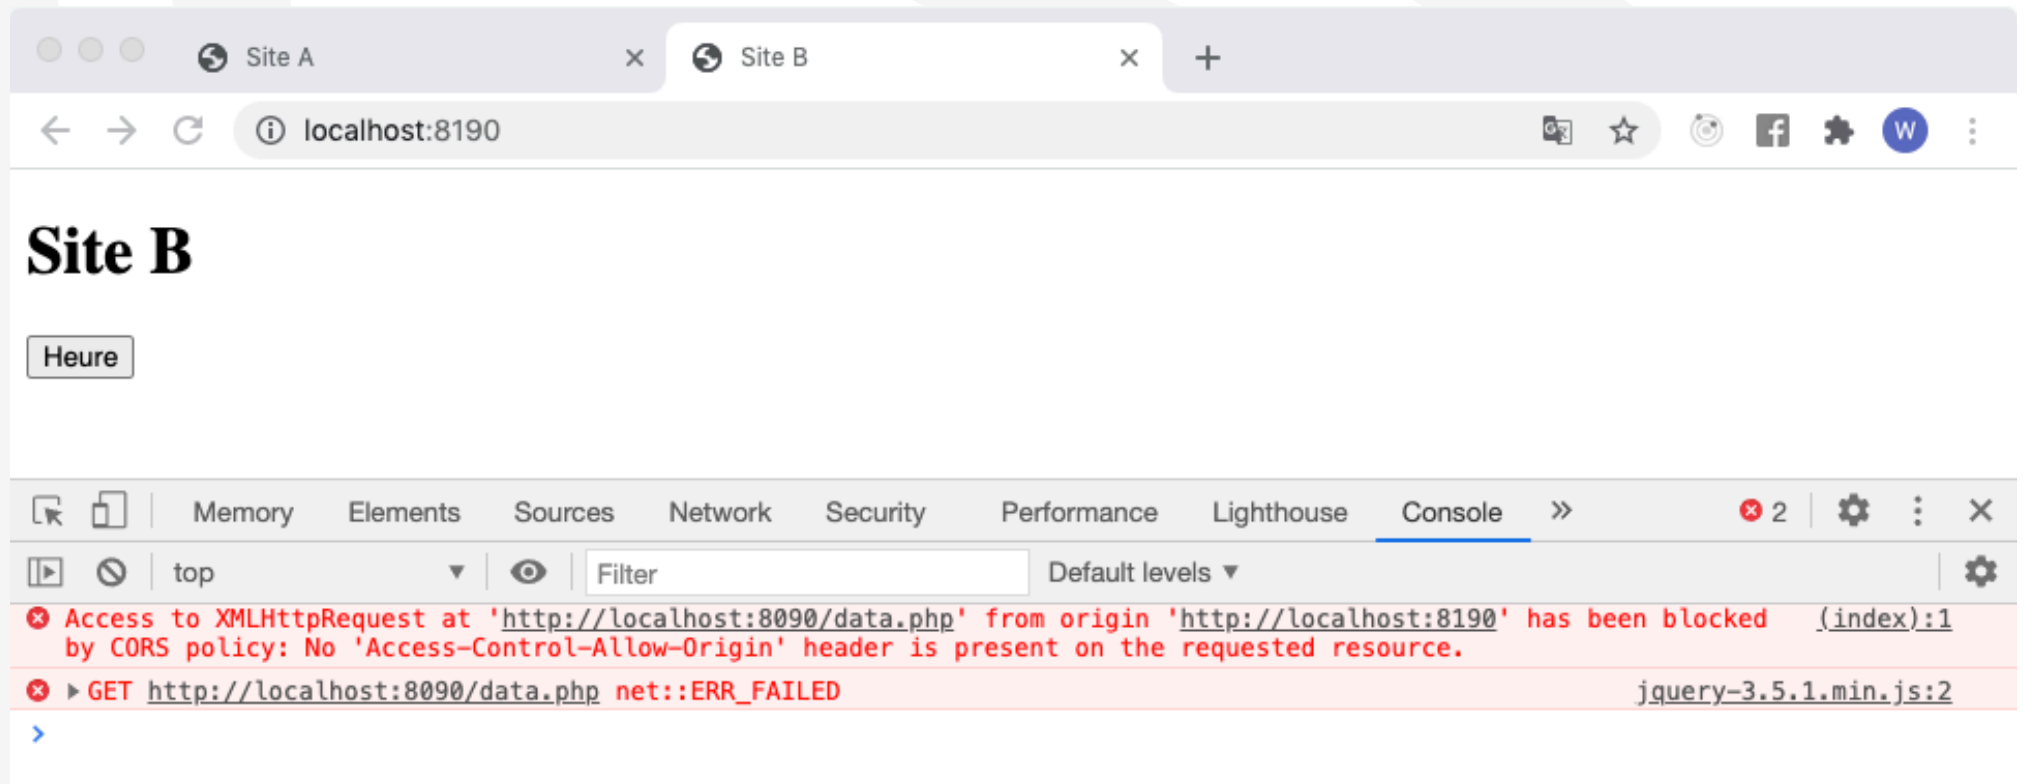 Site A
Site B
localhost:8190
W
Site B
Heure
Memory Elements Sources Network Security Performance Lighthouse Console » 2
top Filter Default levels
Access to XMLHttpRequest at 'http://localhost:8090/data.php' from origin 'http://localhost:8190' has been blocked (index):1
by CORS policy: No 'Access-Control-Allow-Origin' header is present on the requested resource.
GET http://localhost:8090/data.php net::ERR_FAILED jquery-3.5.1.min.js:2